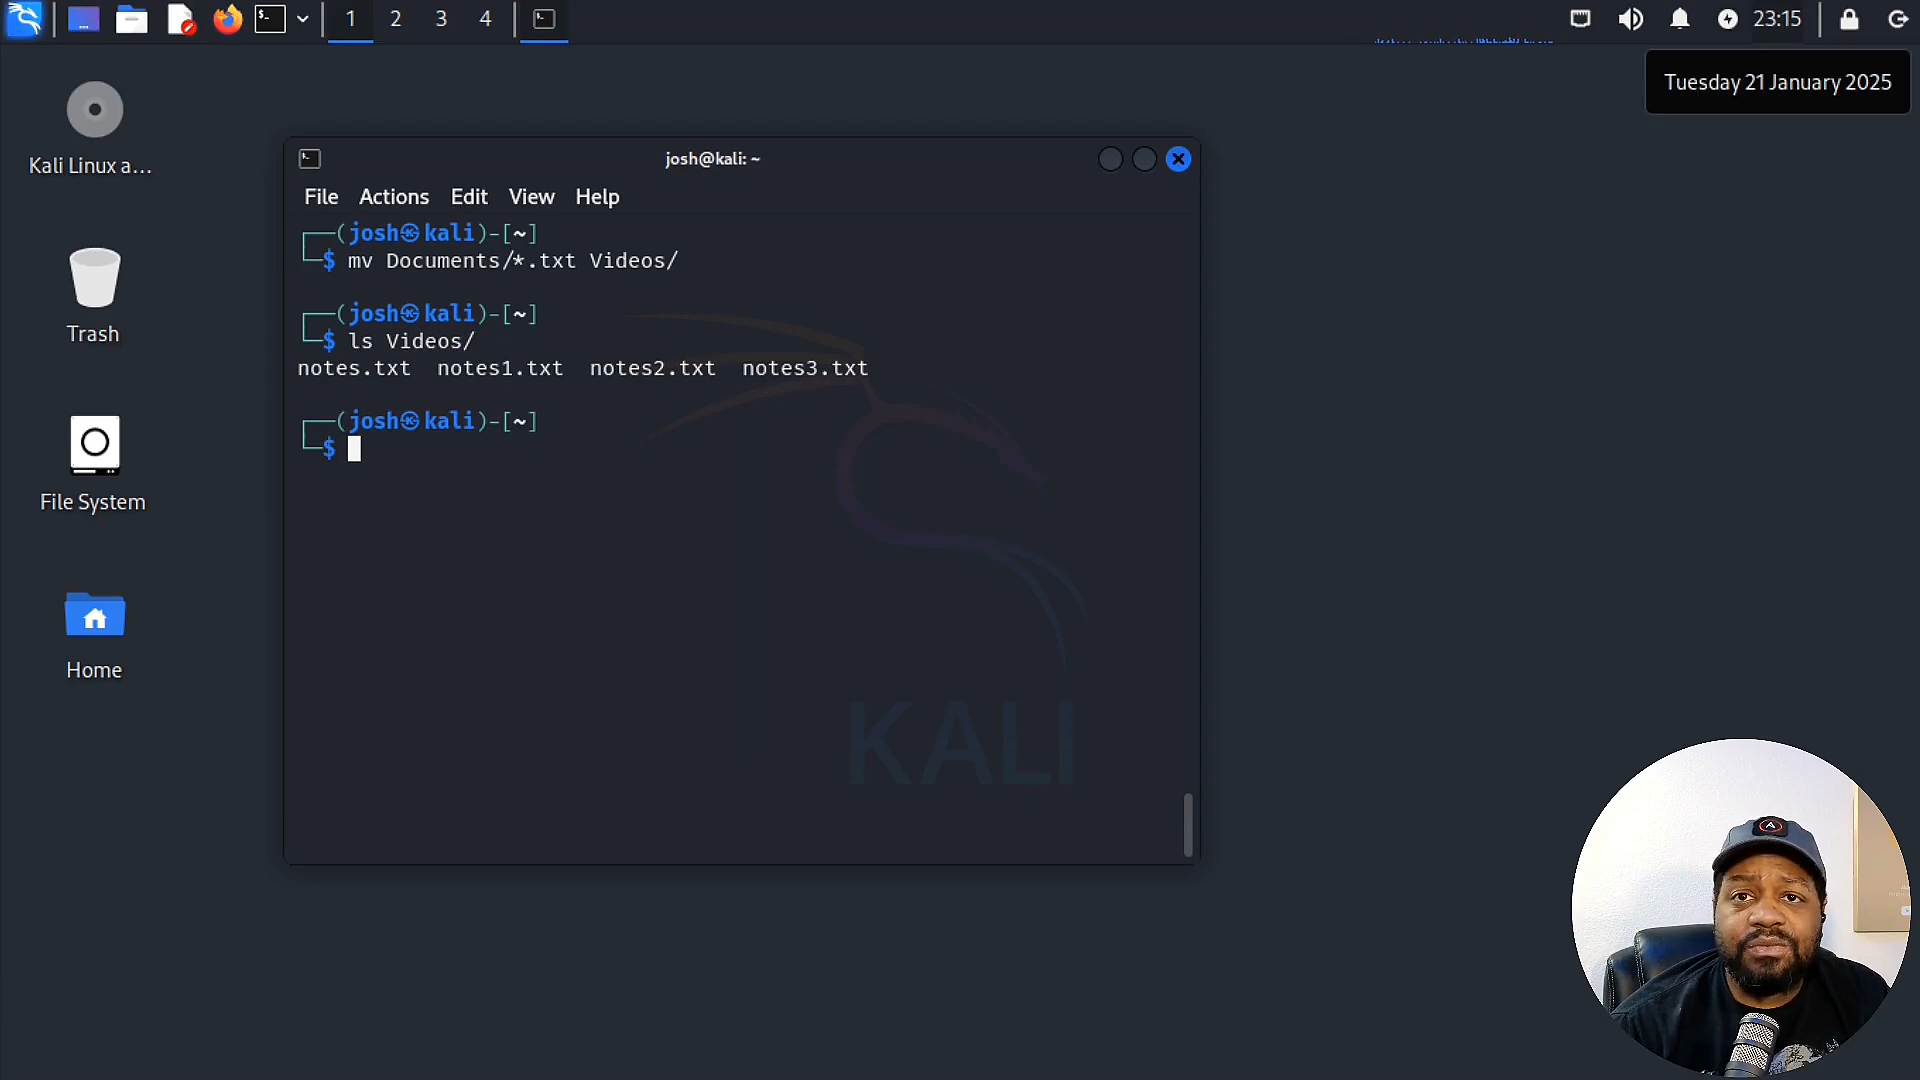 1 2 3 4
23:15
Tuesday 21 January 2025
Kali Linux a...
Trash
File System
Home
josh@kali: ~
File Actions Edit View Help
┌──(josh㉿kali)-[~]
└─$ mv Documents/*.txt Videos/
┌──(josh㉿kali)-[~]
└─$ ls Videos/
notes.txt notes1.txt notes2.txt notes3.txt
┌──(josh㉿kali)-[~]
└─$
KALI